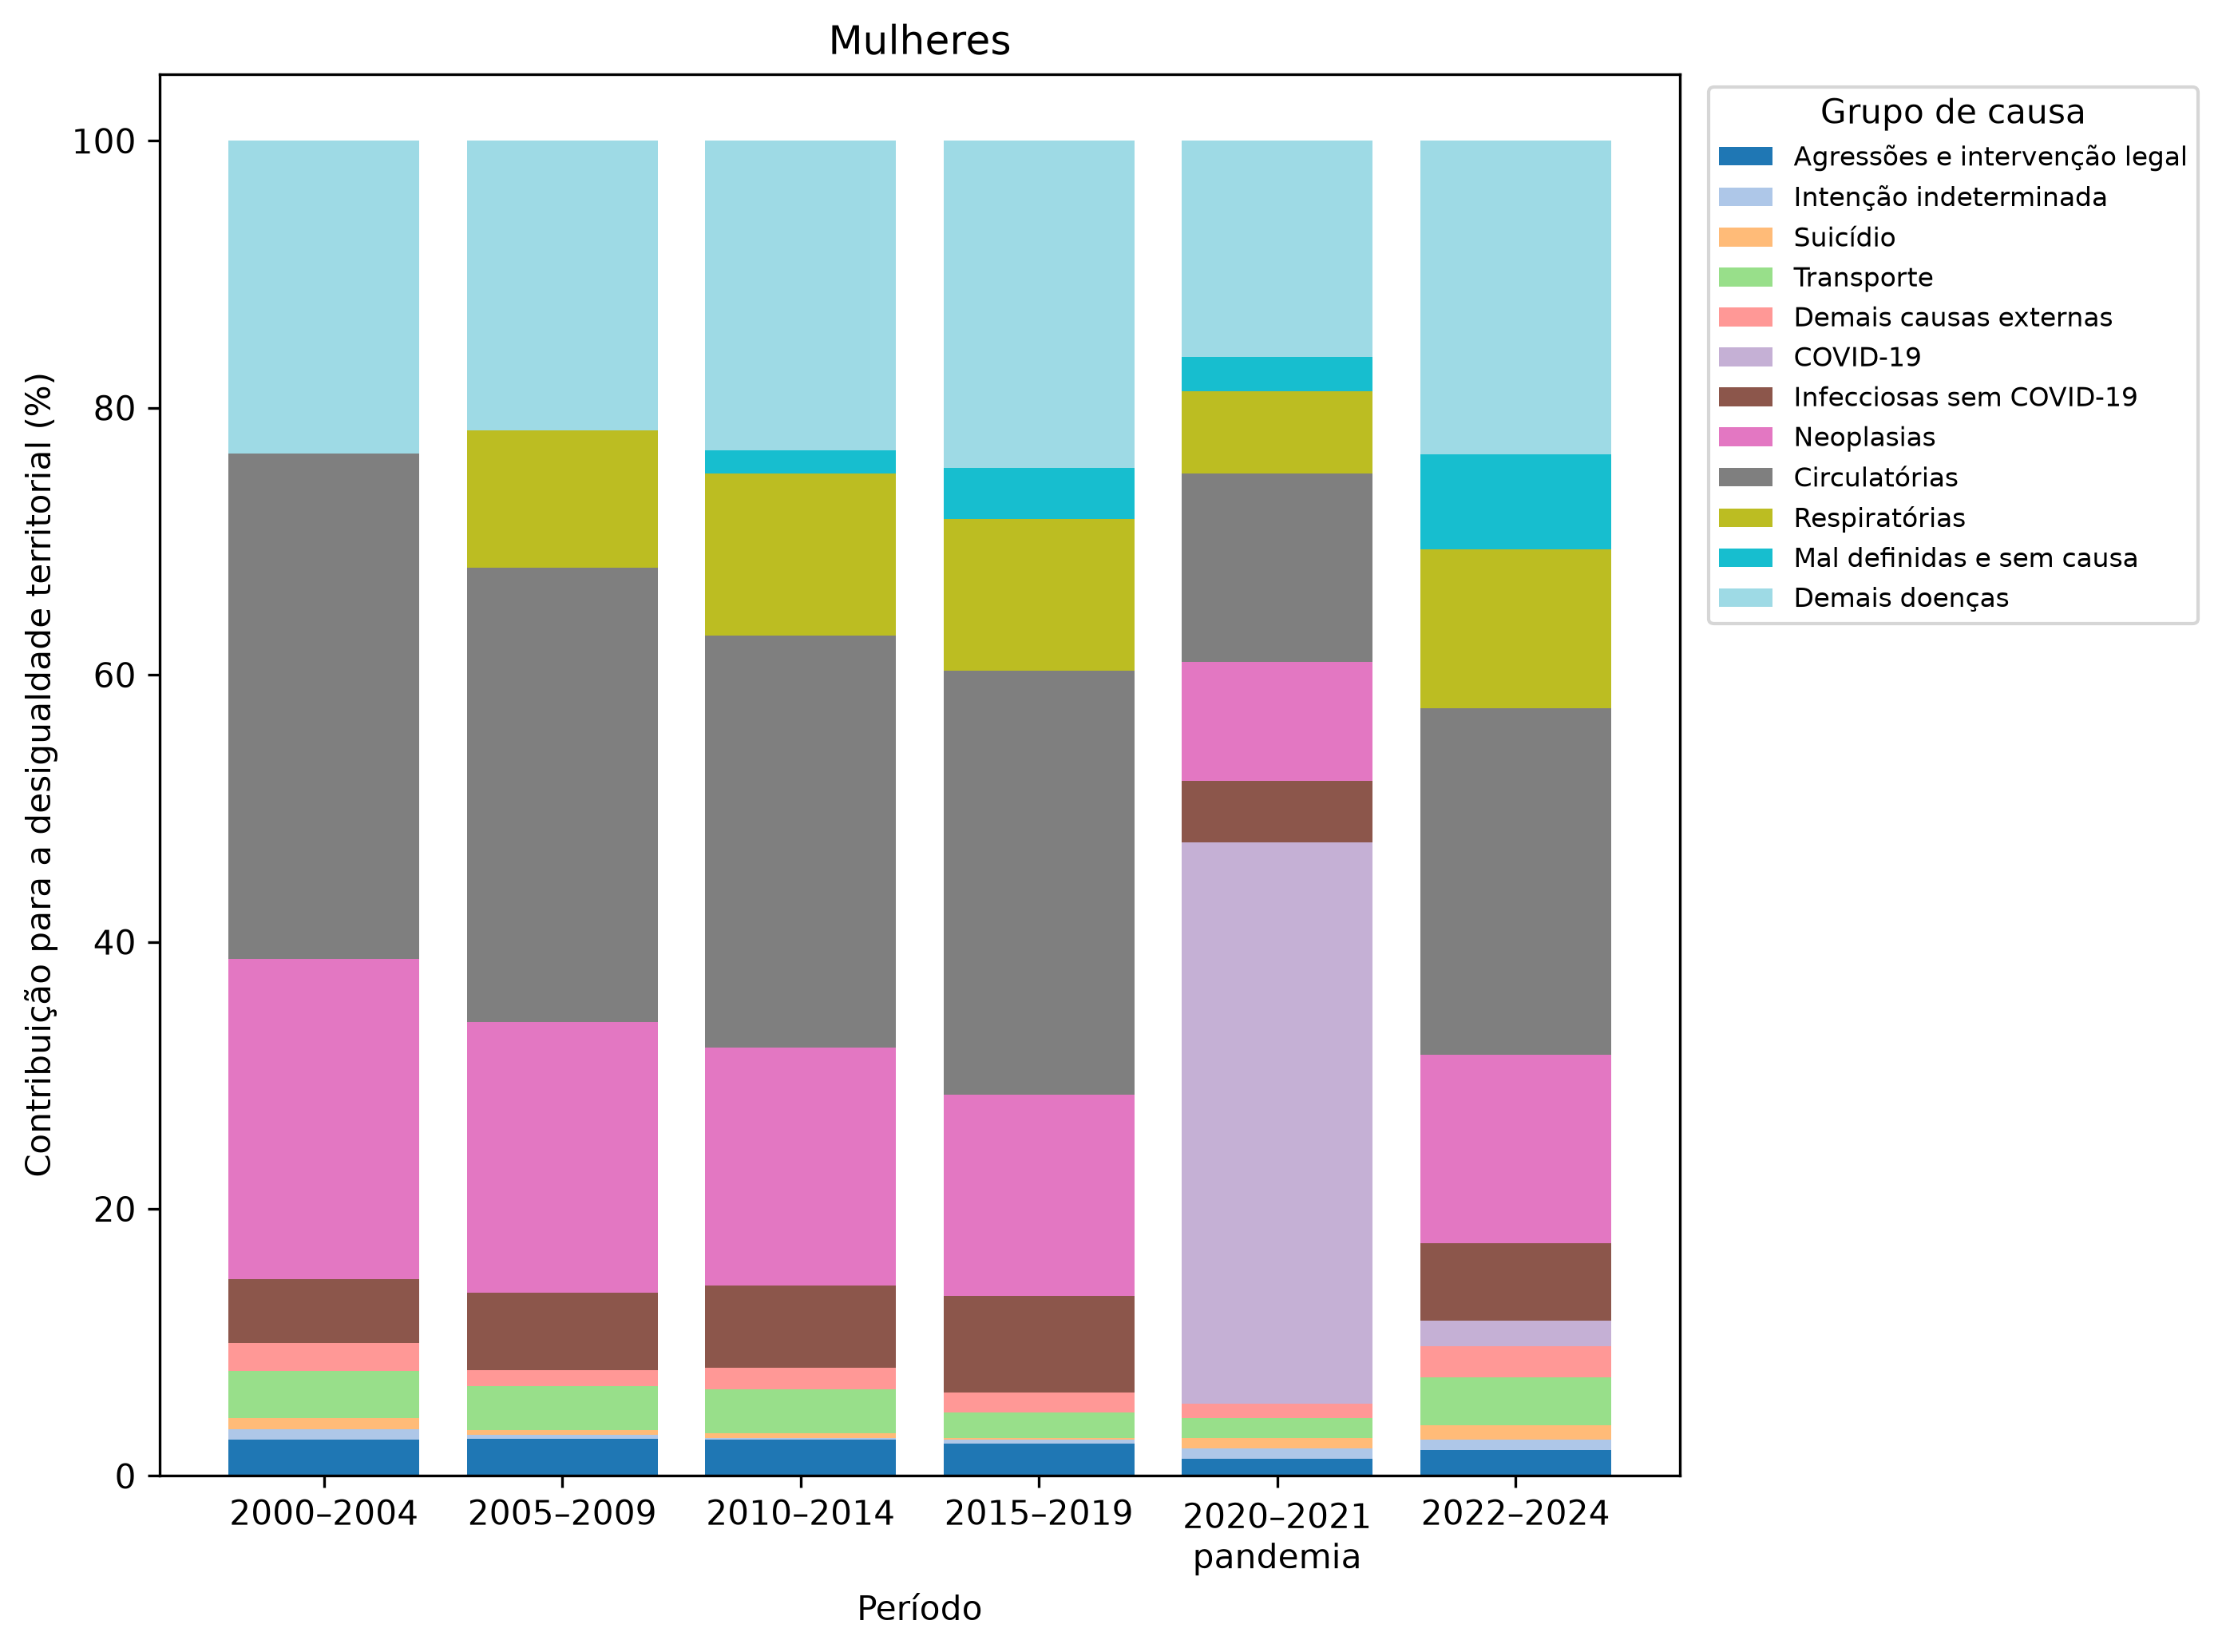 Mulheres
Contribuição para a desigualdade territorial (%)
100
80
60
40
20
0
2000–2004
2005–2009
2010–2014
2015–2019
2020–2021
pandemia
2022–2024
Período
Grupo de causa
Agressões e intervenção legal
Intenção indeterminada
Suicídio
Transporte
Demais causas externas
COVID-19
Infecciosas sem COVID-19
Neoplasias
Circulatórias
Respiratórias
Mal definidas e sem causa
Demais doenças